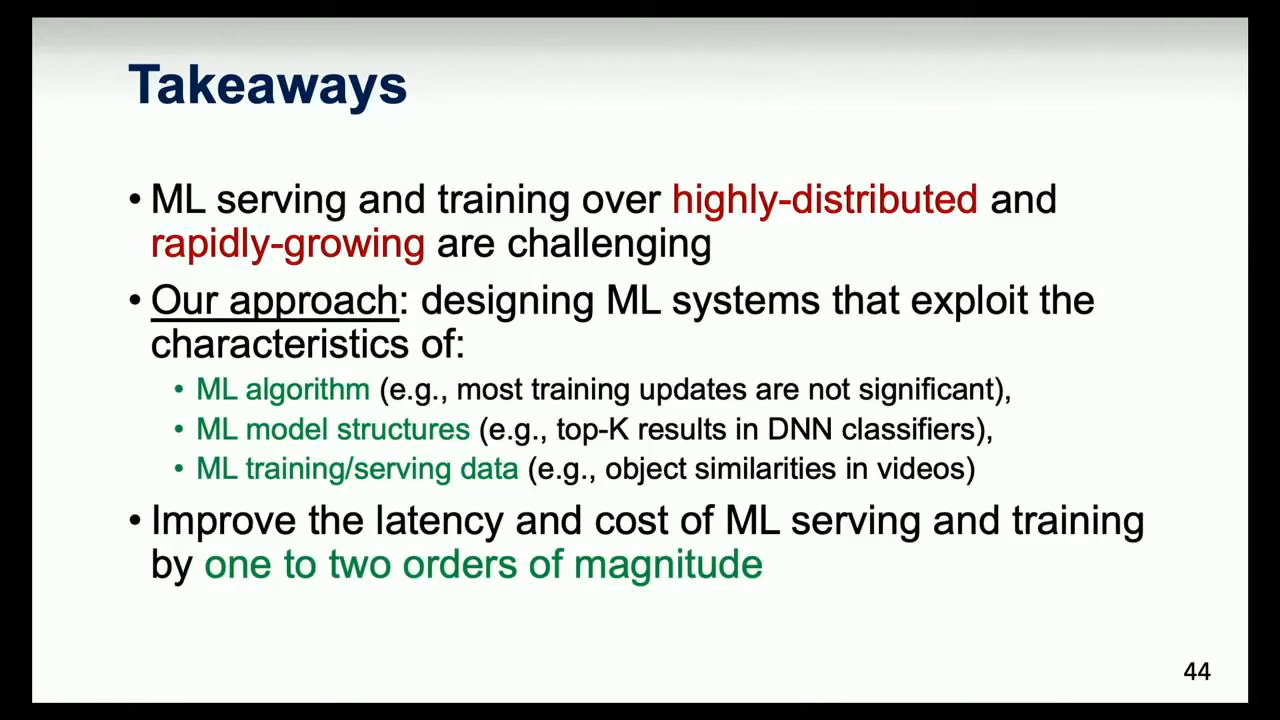 Takeaways
• ML serving and training over highly-distributed and
rapidly-growing are challenging
• Our approach: designing ML systems that exploit the
characteristics of:
• ML algorithm (e.g., most training updates are not significant),
• ML model structures (e.g., top-K results in DNN classifiers),
• ML training/serving data (e.g., object similarities in videos)
• Improve the latency and cost of ML serving and training
by one to two orders of magnitude
44